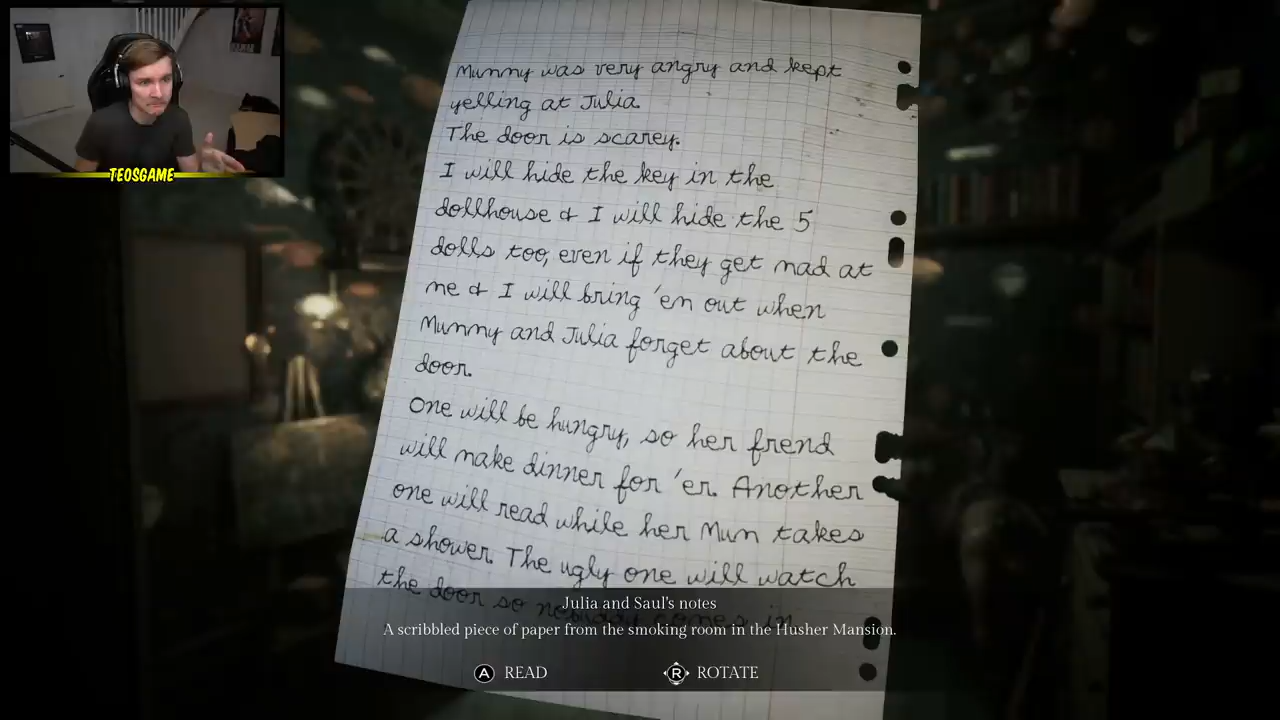 TEOSGAME
Mummy was very angry and kept
yelling at Julia.
The door is scarey.
I will hide the key in the
dollhouse & I will hide the 5
dolls too, even if they get mad at
me & I will bring 'em out when
Mummy and Julia forget about the
door.
One will be hungry, so her frend
will make dinner for 'er. Another
one will read while her Mum takes
a shower. The ugly one will watch
the door so nobody comes in
Julia and Saul's notes
A scribbled piece of paper from the smoking room in the Husher Mansion.
A READ
R ROTATE